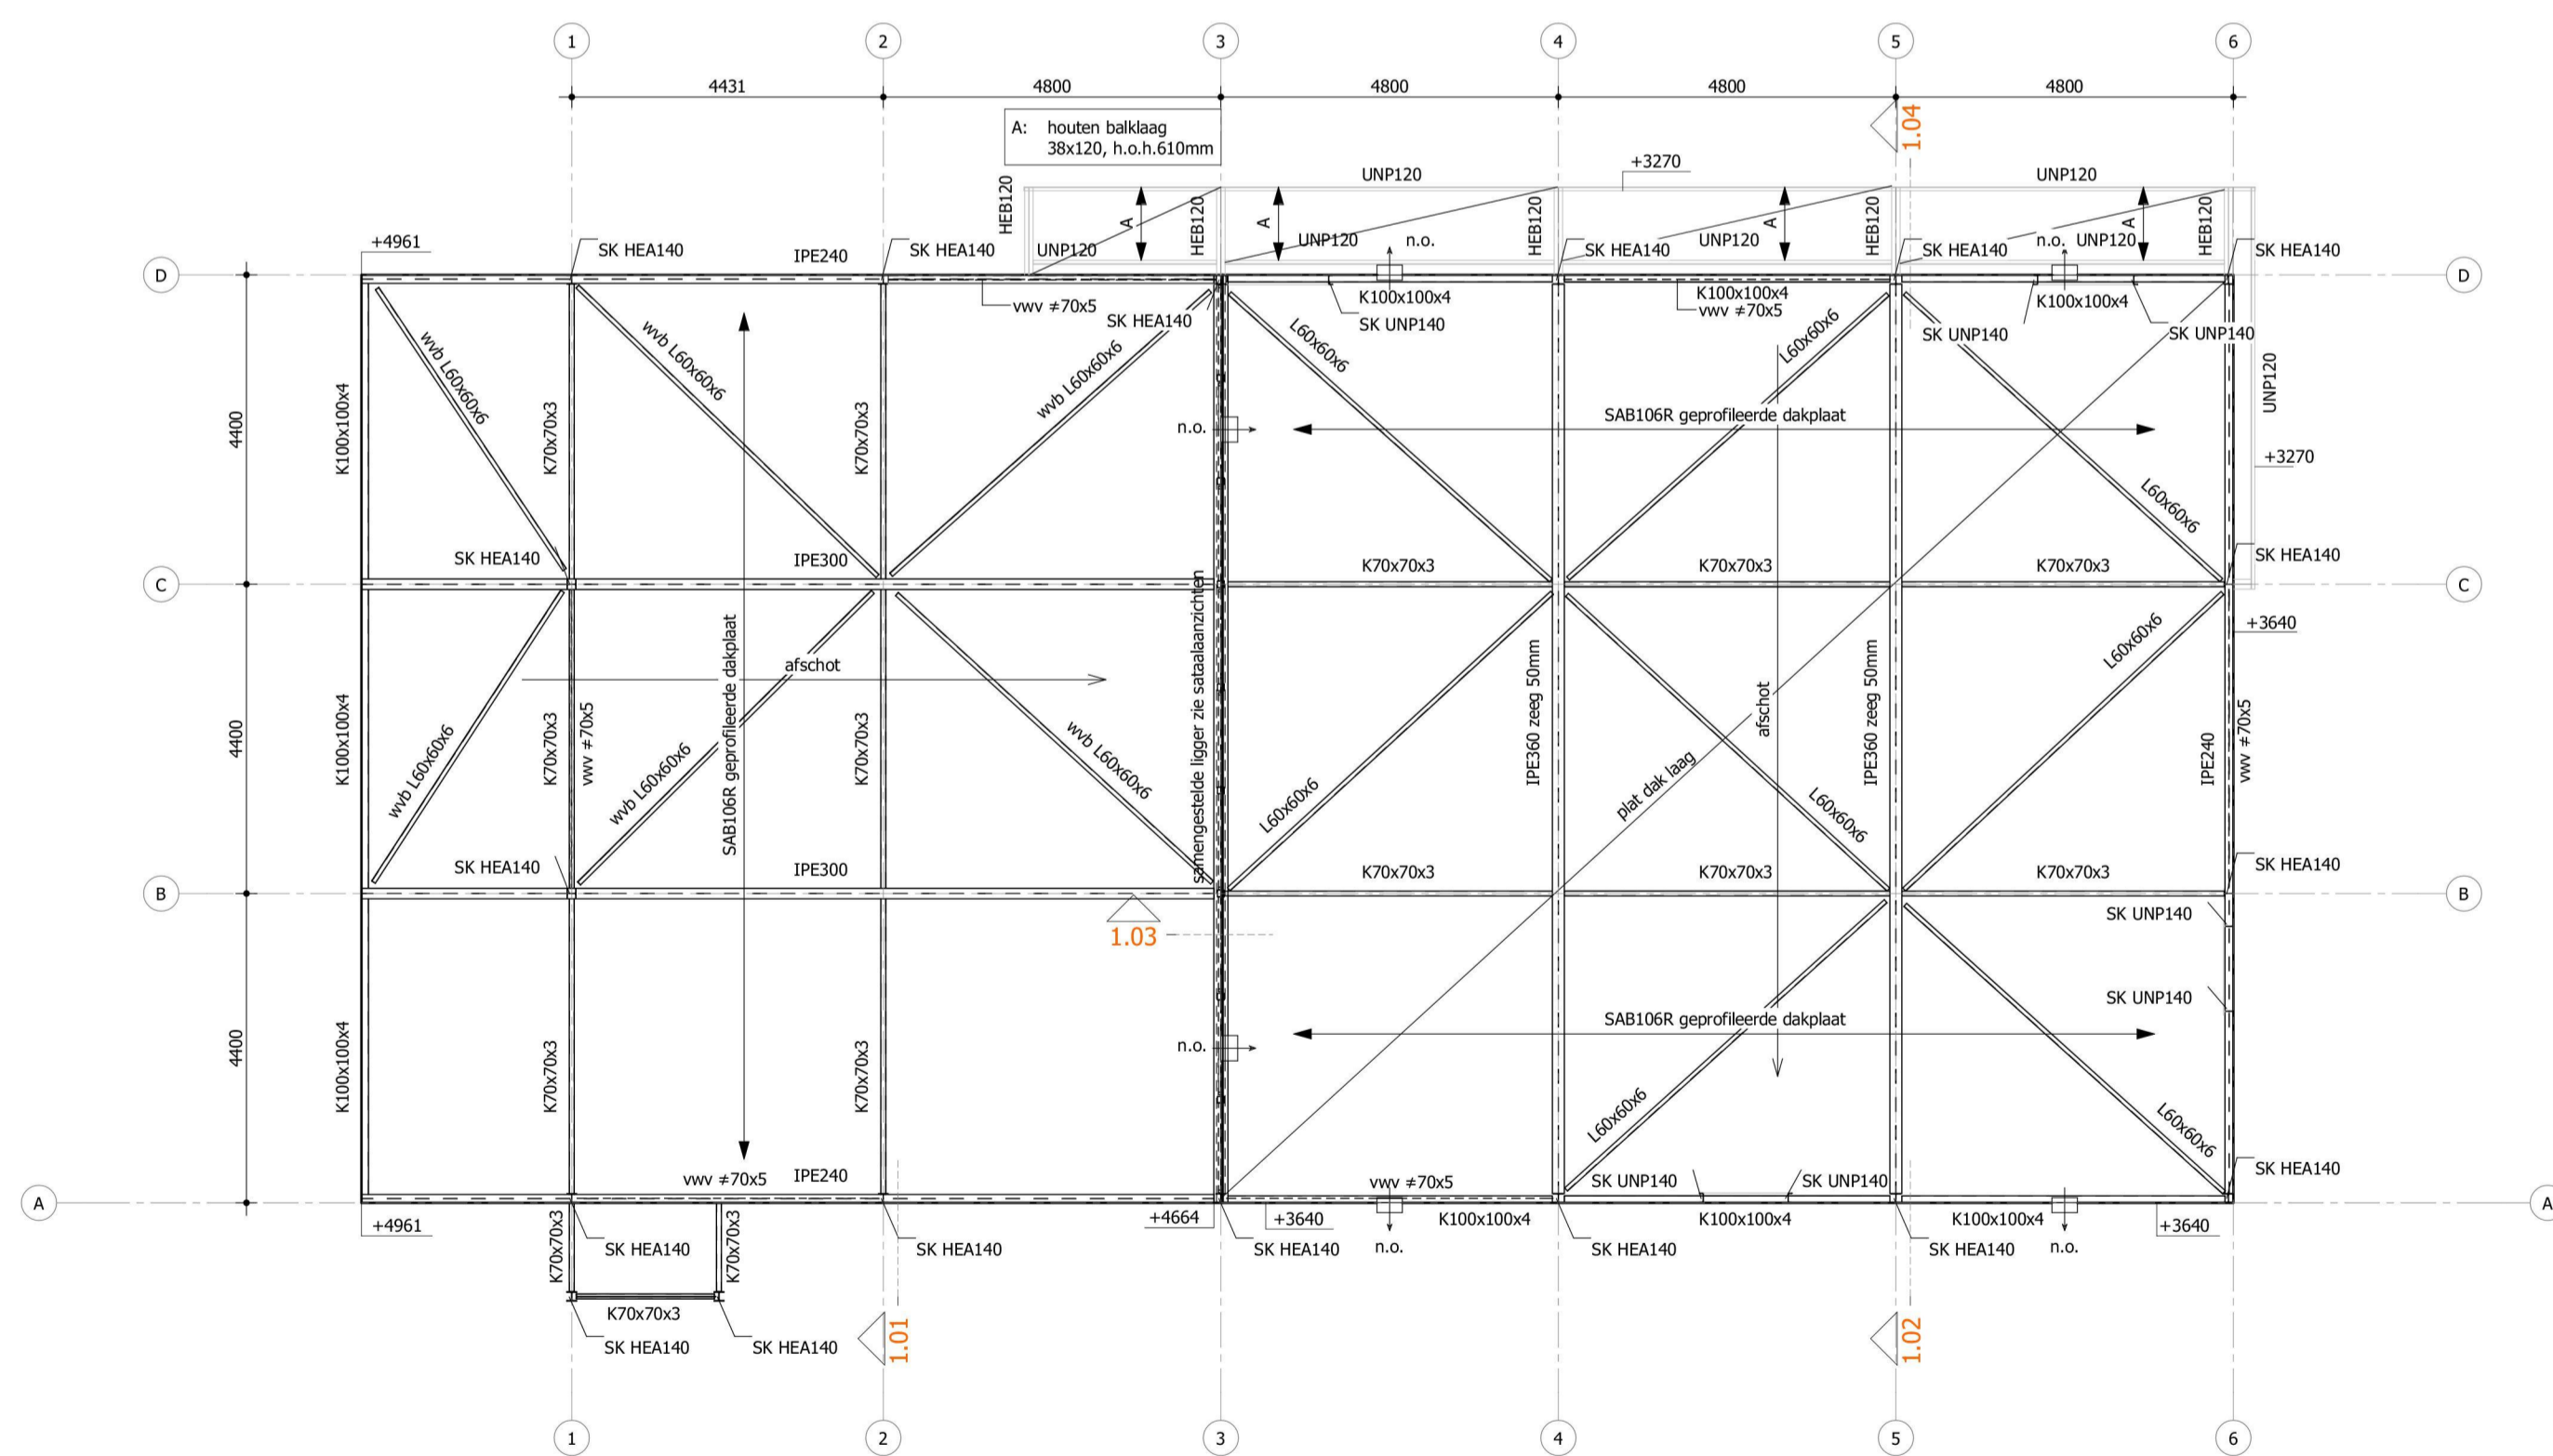 1
2
3
4
5
6
4431
4800
4800
4800
4800
1.04
A: houten balklaag
38x120, h.o.h.610mm
+3270
UNP120
UNP120
HEB120
HEB120
HEB120
HEB120
HEB120
A
A
A
A
+4961
SK HEA140
IPE240
SK HEA140
UNP120
UNP120
n.o.
SK HEA140
UNP120
SK HEA140
n.o.
UNP120
SK HEA140
D
D
vwv ≠70x5
SK HEA140
K100x100x4
SK UNP140
K100x100x4
vwv ≠70x5
K100x100x4
SK UNP140
SK UNP140
wvb L60x60x6
wvb L60x60x6
wvb L60x60x6
L60x60x6
L60x60x6
L60x60x6
UNP120
4400
K100x100x4
K70x70x3
K70x70x3
n.o.
SAB106R geprofileerde dakplaat
+3270
SK HEA140
IPE300
K70x70x3
K70x70x3
K70x70x3
SK HEA140
C
C
+3640
samengestelde ligger zie sataalaanzichten
afschot
SAB106R geprofileerde dakplaat
4400
K100x100x4
wvb L60x60x6
K70x70x3
vwv ≠70x5
wvb L60x60x6
K70x70x3
wvb L60x60x6
L60x60x6
IPE360 zeeg 50mm
plat dak laag
afschot
L60x60x6
IPE360 zeeg 50mm
L60x60x6
IPE240
vwv ≠70x5
SK HEA140
IPE300
K70x70x3
K70x70x3
K70x70x3
SK HEA140
B
B
SK UNP140
1.03
SK UNP140
4400
K100x100x4
K70x70x3
K70x70x3
n.o.
SAB106R geprofileerde dakplaat
L60x60x6
L60x60x6
vwv ≠70x5
IPE240
vwv ≠70x5
SK UNP140
SK UNP140
SK HEA140
A
A
+4961
K70x70x3
SK HEA140
K70x70x3
SK HEA140
+4664
+3640
SK HEA140
n.o.
K100x100x4
SK HEA140
K100x100x4
SK HEA140
K100x100x4
n.o.
+3640
K70x70x3
SK HEA140
SK HEA140
1.01
1.02
1
2
3
4
5
6